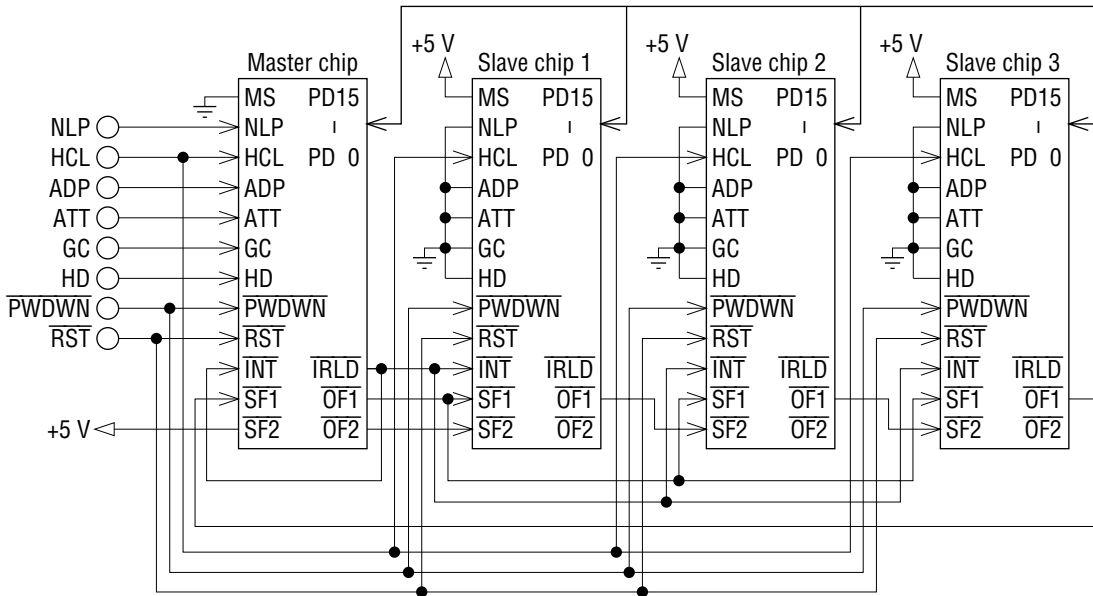 +5 V +5 V +5 V
Master chip Slave chip 1 Slave chip 2 Slave chip 3
MS PD15 MS PD15 MS PD15 MS PD15
NLP NLP NLP NLP NLP
HCL HCL PD 0 HCL PD 0 HCL PD 0 HCL PD 0
ADP ADP ADP ADP ADP
ATT ATT ATT ATT ATT
GC GC GC GC GC
HD HD HD HD HD
PWDWN PWDWN PWDWN PWDWN PWDWN
RST RST RST RST RST
INT IRLD INT IRLD INT IRLD INT IRLD
SF1 OF1 SF1 OF1 SF1 OF1 SF1 OF1
+5 V SF2 OF2 SF2 OF2 SF2 OF2 SF2 OF2